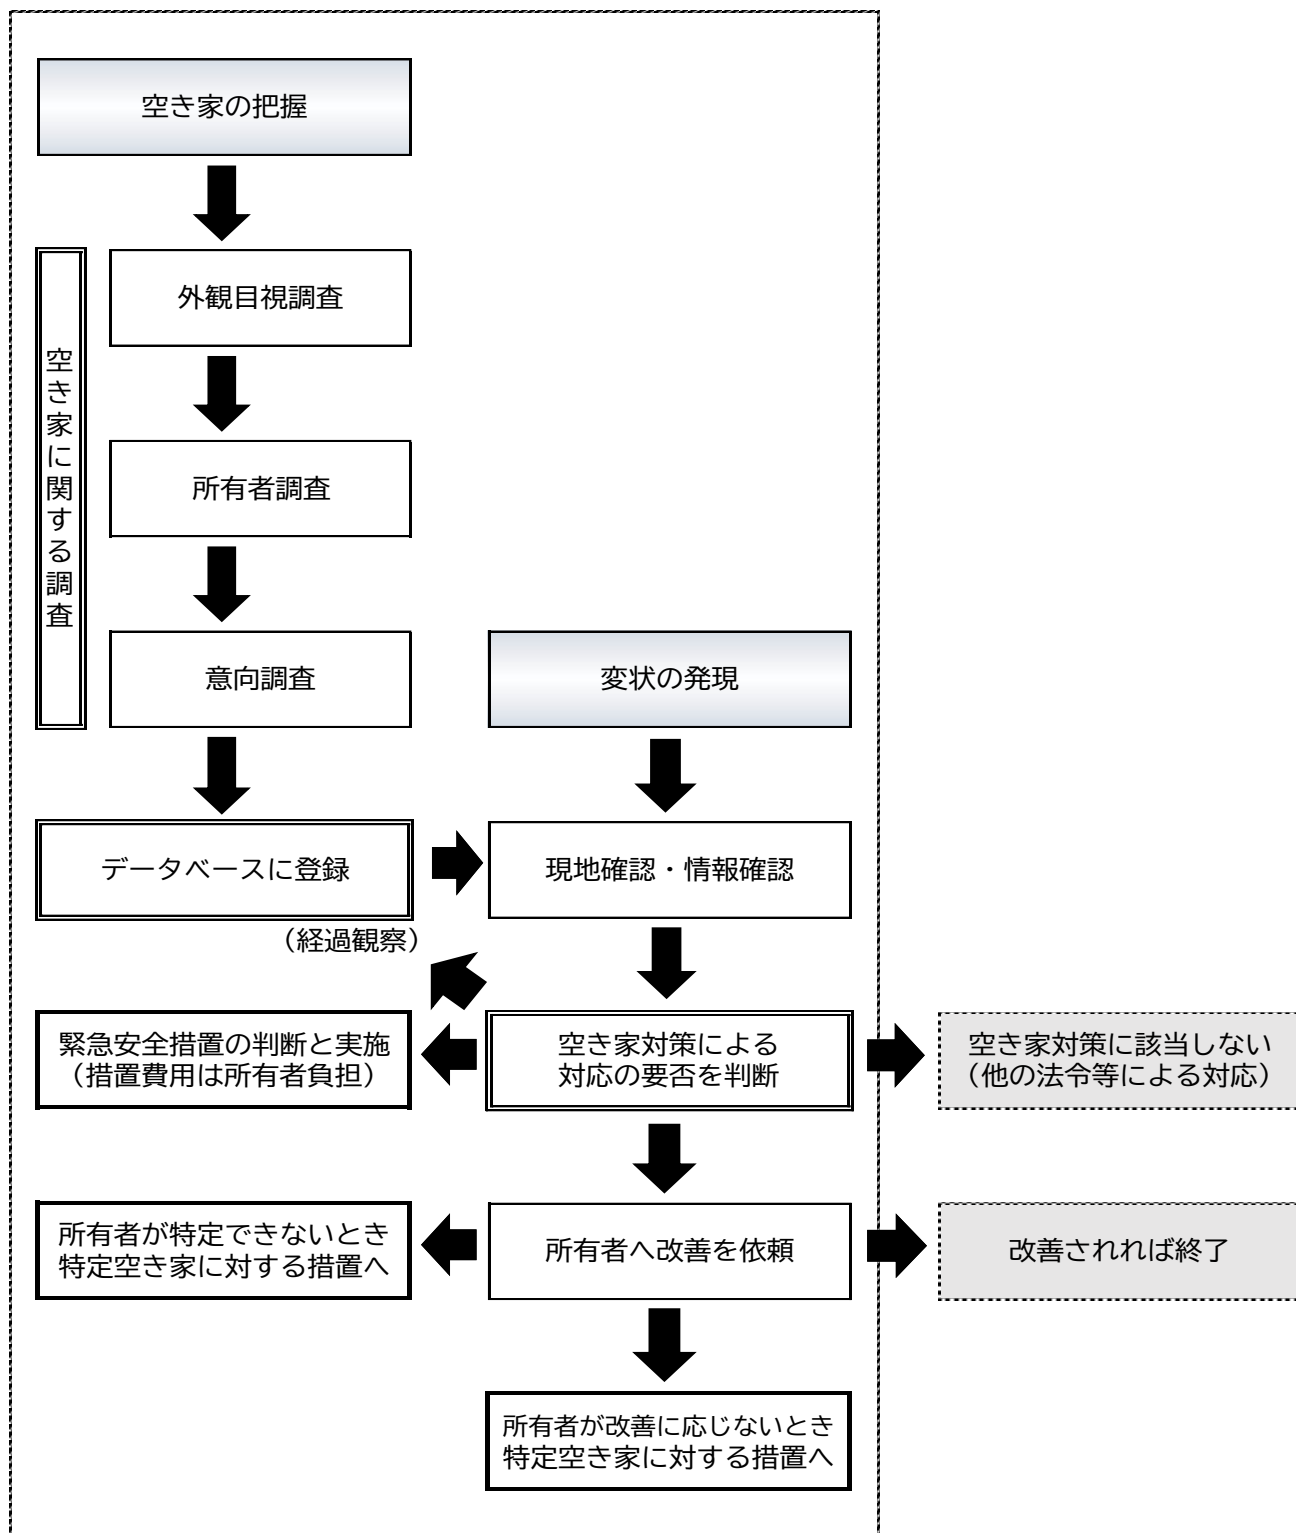 空き家の把握
空き家に関する調査
外観目視調査
所有者調査
意向調査
変状の発現
データベースに登録
現地確認・情報確認
（経過観察）
緊急安全措置の判断と実施
（措置費用は所有者負担）
空き家対策による
対応の要否を判断
空き家対策に該当しない
（他の法令等による対応）
所有者が特定できないとき
特定空き家に対する措置へ
所有者へ改善を依頼
改善されれば終了
所有者が改善に応じないとき
特定空き家に対する措置へ